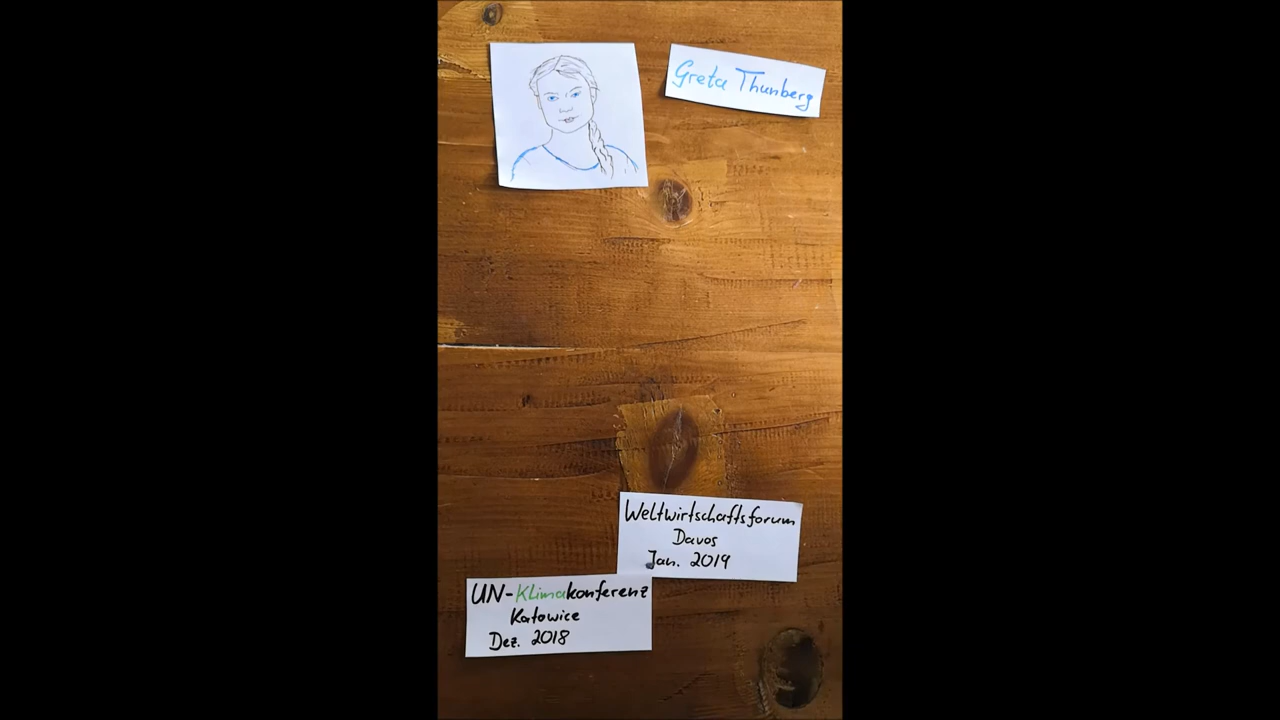 Greta Thunberg
Weltwirtschaftsforum
Davos
Jan. 2019
UN-Klimakonferenz
Katowice
Dez. 2018